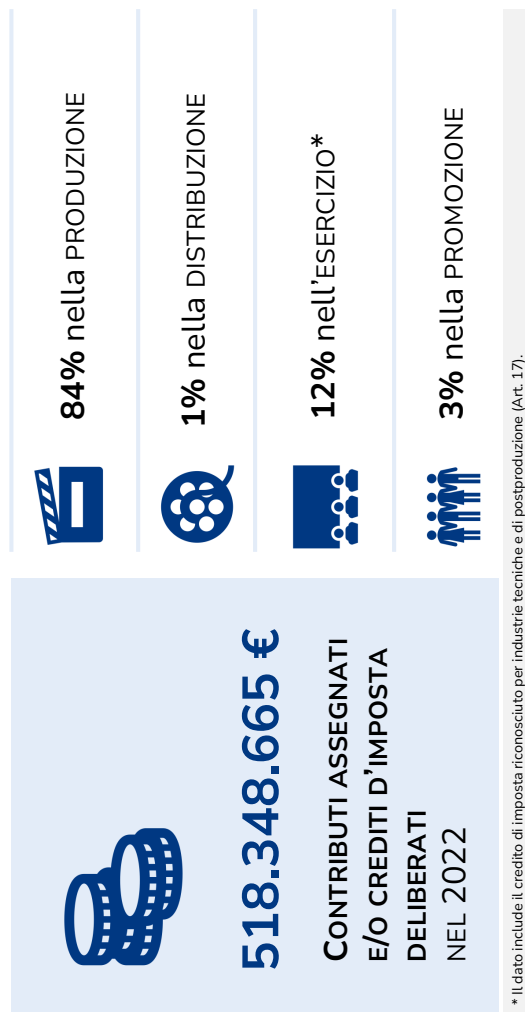 518.348.665 €
CONTRIBUTI ASSEGNATI
E/O CREDITI D'IMPOSTA
DELIBERATI
NEL 2022
84% nella PRODUZIONE
1% nella DISTRIBUZIONE
12% nell'ESERCIZIO*
3% nella PROMOZIONE
* Il dato include il credito di imposta riconosciuto per industrie tecniche e di postproduzione (Art. 17).